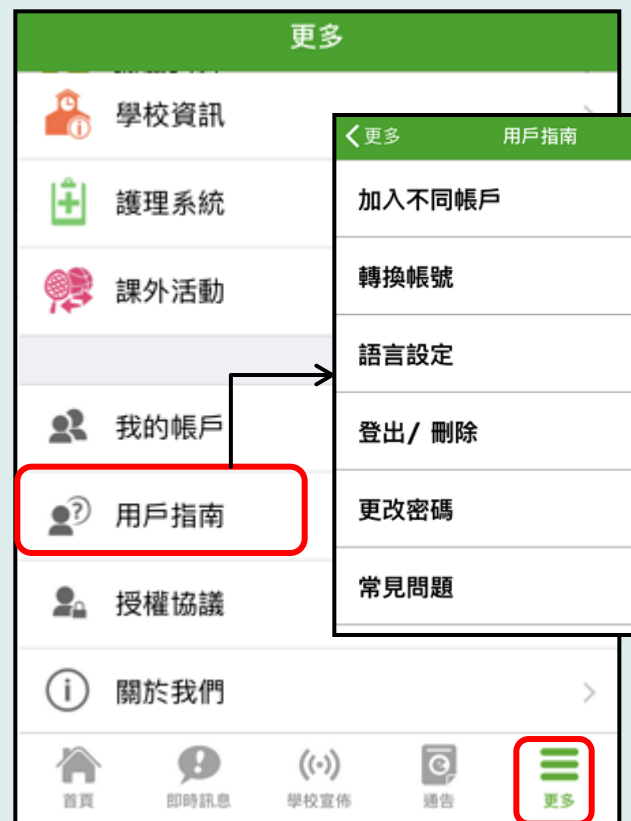 更多
學校資訊
護理系統
課外活動
我的帳戶
用戶指南
授權協議
關於我們
首頁
即時訊息
學校宣佈
通告
更多
更多
用戶指南
加入不同帳戶
轉換帳號
語言設定
登出/ 刪除
更改密碼
常見問題